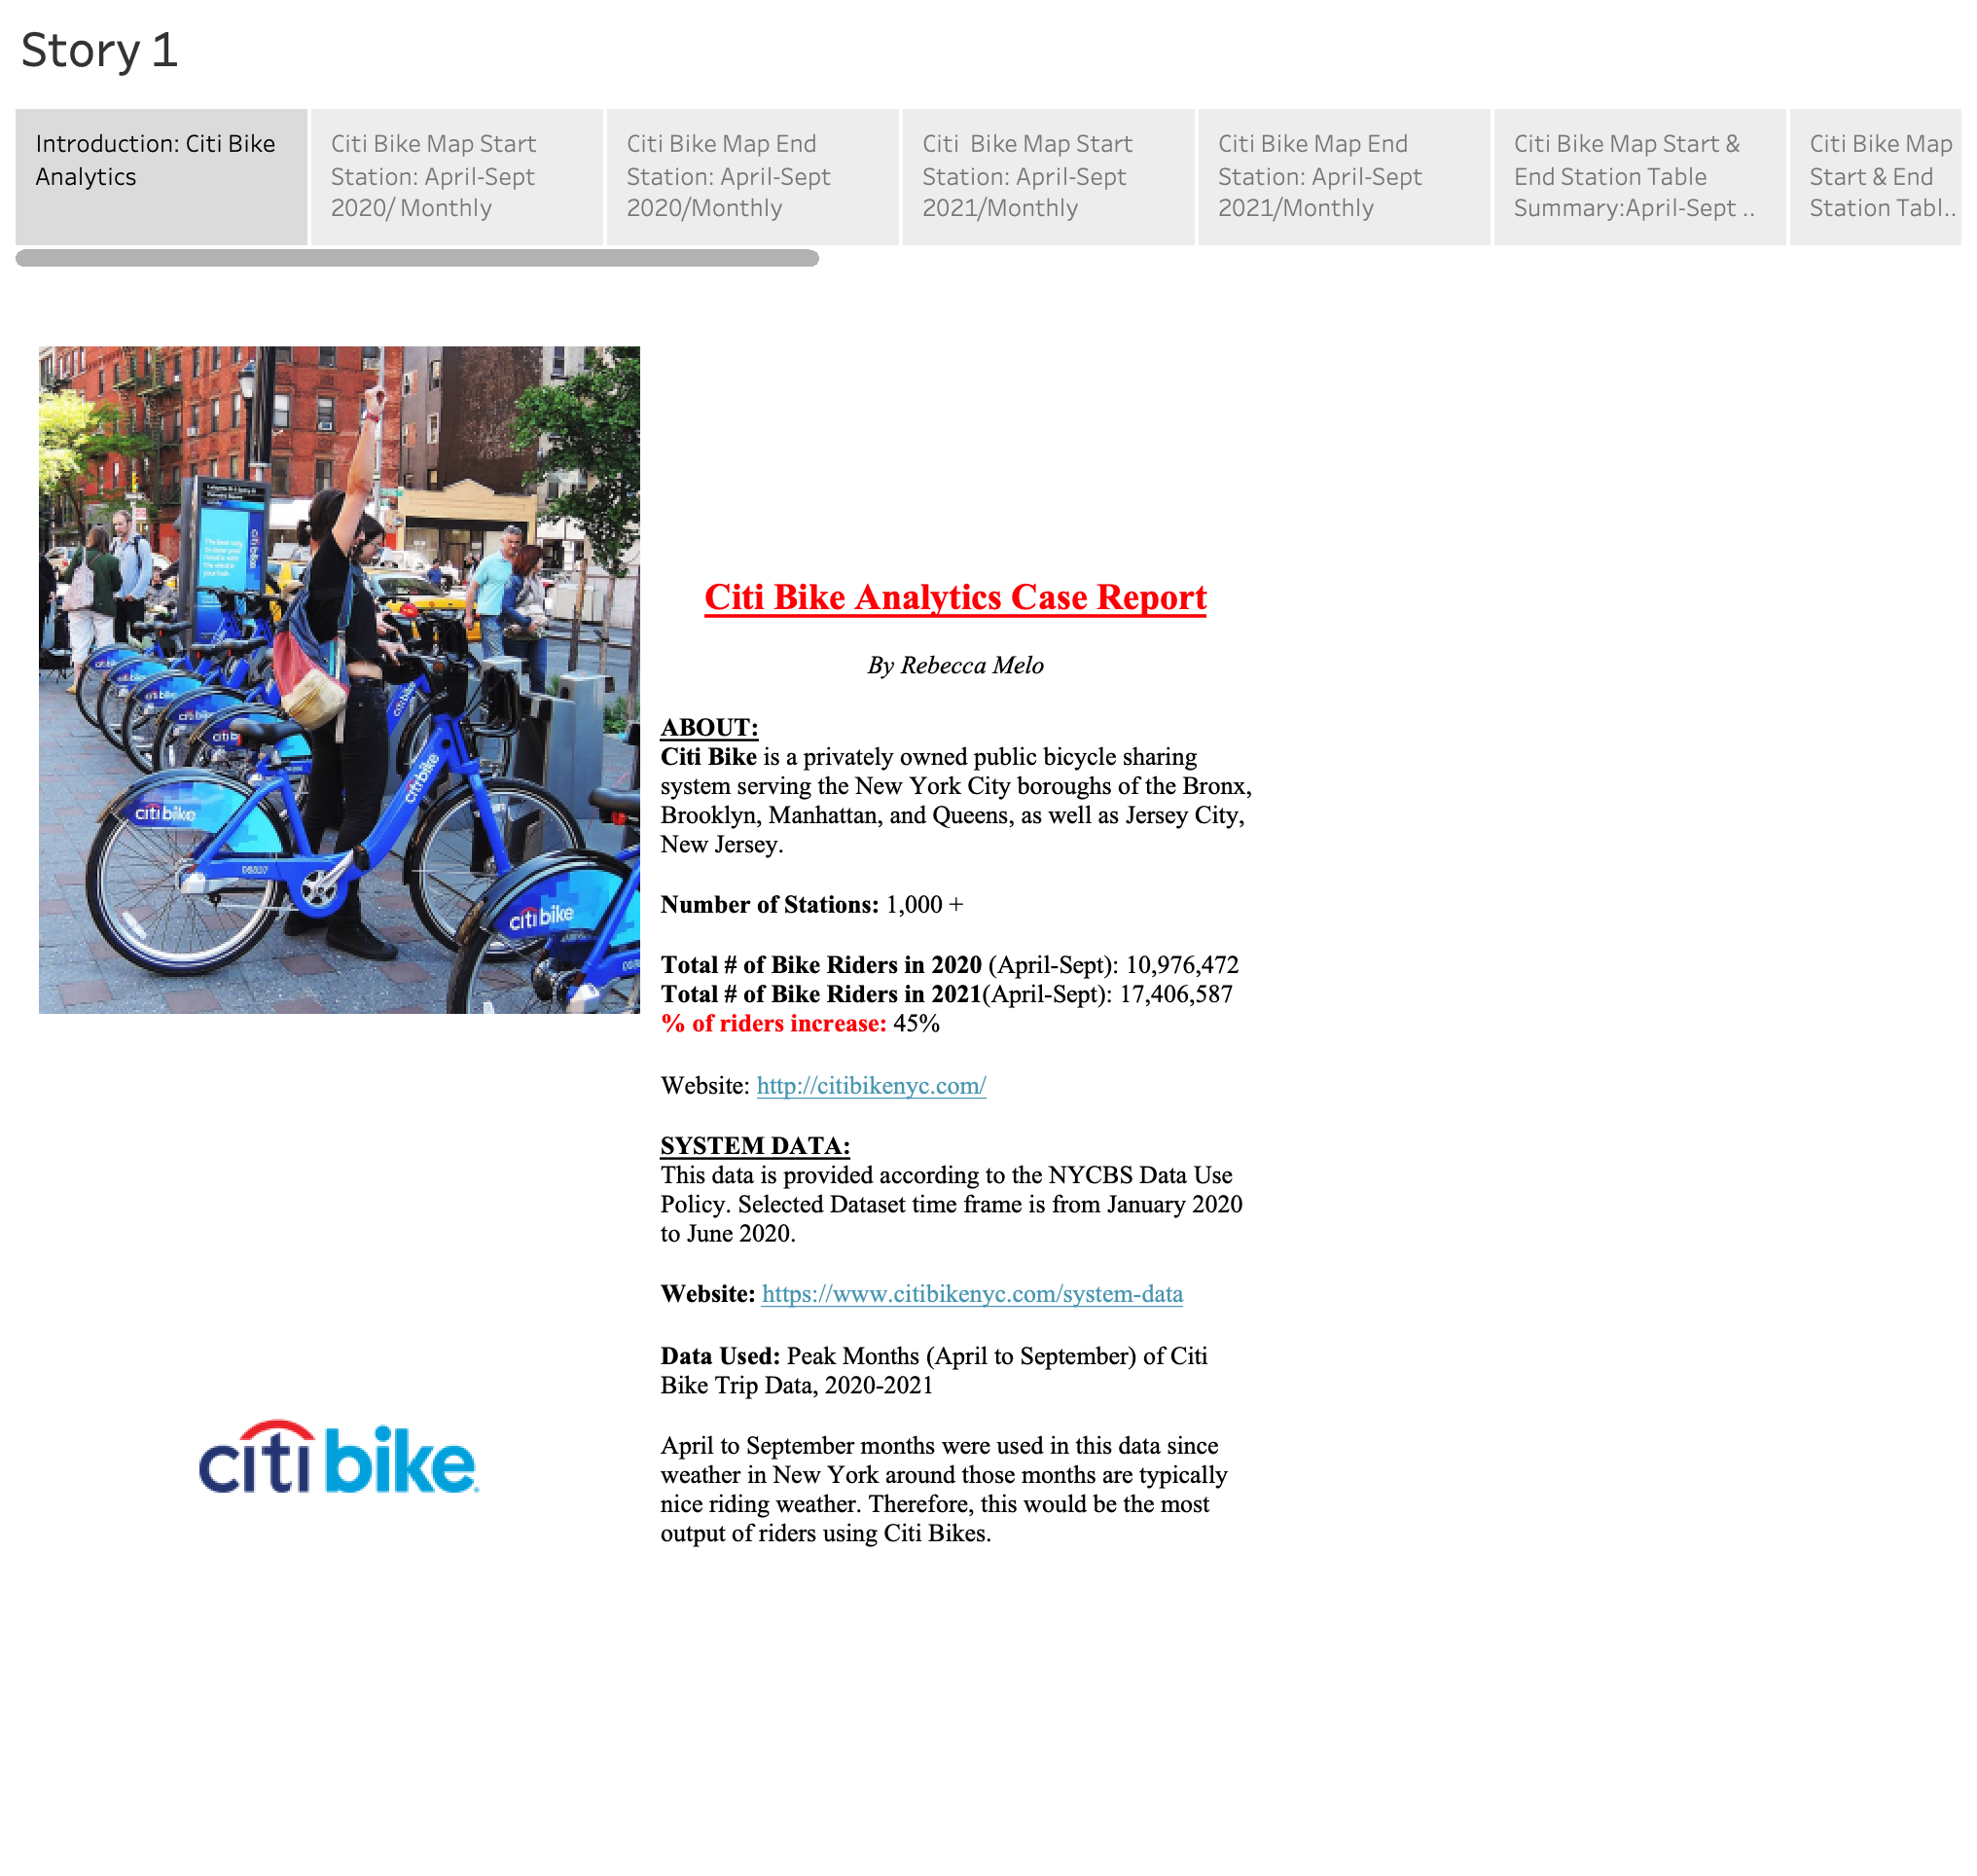 Story 1
Introduction: Citi Bike
Analytics
Citi Bike Map Start
Station: April-Sept
2020/ Monthly
Citi Bike Map End
Station: April-Sept
2020/Monthly
Citi  Bike Map Start
Station: April-Sept
2021/Monthly
Citi Bike Map End
Station: April-Sept
2021/Monthly
Citi Bike Map Start &
End Station Table
Summary:April-Sept ..
Citi Bike Map
Start & End
Station Tabl..
citi bike
citi bike
citi bike
Citi Bike Analytics Case Report
By Rebecca Melo
ABOUT:
Citi Bike is a privately owned public bicycle sharing
system serving the New York City boroughs of the Bronx,
Brooklyn, Manhattan, and Queens, as well as Jersey City,
New Jersey.
Number of Stations: 1,000 +
Total # of Bike Riders in 2020 (April-Sept): 10,976,472
Total # of Bike Riders in 2021(April-Sept): 17,406,587
% of riders increase: 45%
Website: http://citibikenyc.com/
SYSTEM DATA:
This data is provided according to the NYCBS Data Use
Policy. Selected Dataset time frame is from January 2020
to June 2020.
Website: https://www.citibikenyc.com/system-data
Data Used: Peak Months (April to September) of Citi
Bike Trip Data, 2020-2021
April to September months were used in this data since
weather in New York around those months are typically
nice riding weather. Therefore, this would be the most
output of riders using Citi Bikes.
citi bike